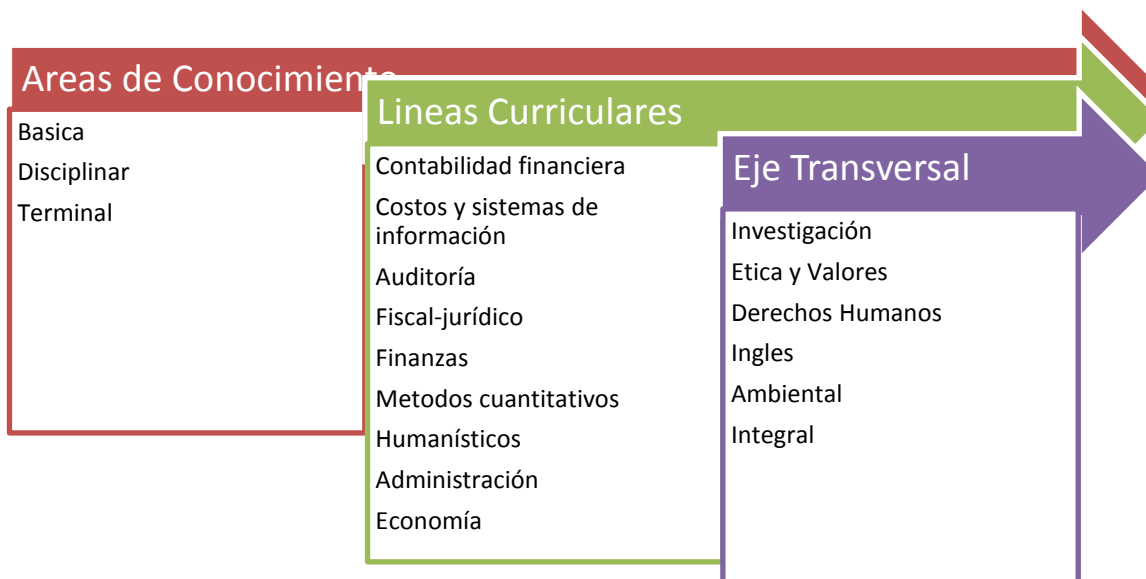 Areas de Conocimiento
Basica
Disciplinar
Terminal
Lineas Curriculares
Contabilidad financiera
Costos y sistemas de
información
Auditoría
Fiscal-jurídico
Finanzas
Metodos cuantitativos
Humanísticos
Administración
Economía
Eje Transversal
Investigación
Etica y Valores
Derechos Humanos
Ingles
Ambiental
Integral